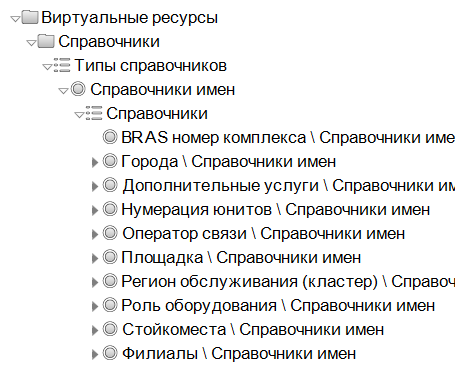 Виртуальные ресурсы
Справочники
Типы справочников
Справочники имен
Справочники
BRAS номер комплекса \ Справочники име
Города \ Справочники имен
Дополнительные услуги \ Справочники им
Нумерация юнитов \ Справочники имен
Оператор связи \ Справочники имен
Площадка \ Справочники имен
Регион обслуживания (кластер) \ Справо
Роль оборудования \ Справочники имен
Стойкоместа \ Справочники имен
Филиалы \ Справочники имен